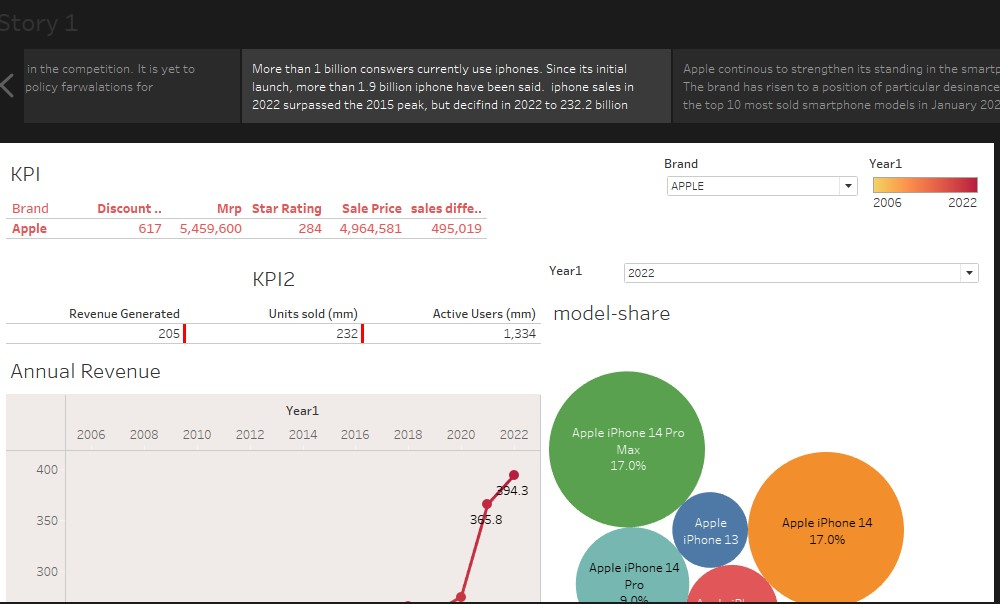 Story 1
in the competition. It is yet to
policy farwalations for
More than 1 billion conswers currently use iphones. Since its initial
launch, more than 1.9 billion iphone have been said. iphone sales in
2022 surpassed the 2015 peak, but decifind in 2022 to 232.2 billion
Apple continous to strengthen its standing in the smartp
The brand has risen to a position of particular desinance
the top 10 most sold smartphone models in January 202
KPI
Brand Discount .. Mrp Star Rating Sale Price sales diffe..
Apple 617 5,459,600 284 4,964,581 495,019
Brand
APPLE
Year1
2006 2022
KPI2
Revenue Generated Units sold (mm) Active Users (mm)
205 232 1,334
Year1
2022
model-share
Annual Revenue
Year1
2006 2008 2010 2012 2014 2016 2018 2020 2022
400
350
300
394.3
365.8
Apple iPhone 14 Pro
Max
17.0%
Apple
iPhone 13
Apple iPhone 14
17.0%
Apple iPhone 14
Pro
9.0%
Apple iPh